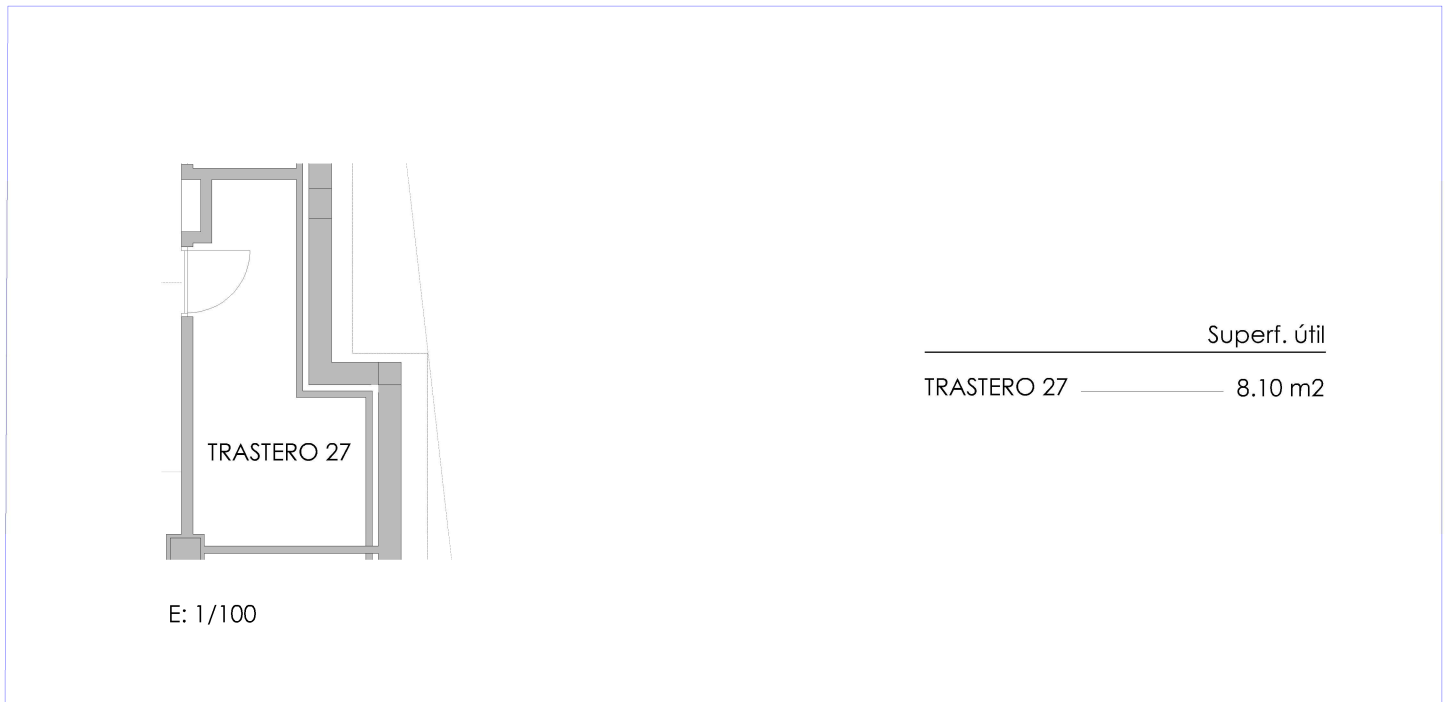 Superf. útil
TRASTERO 27 8.10 m2
TRASTERO 27
E: 1/100